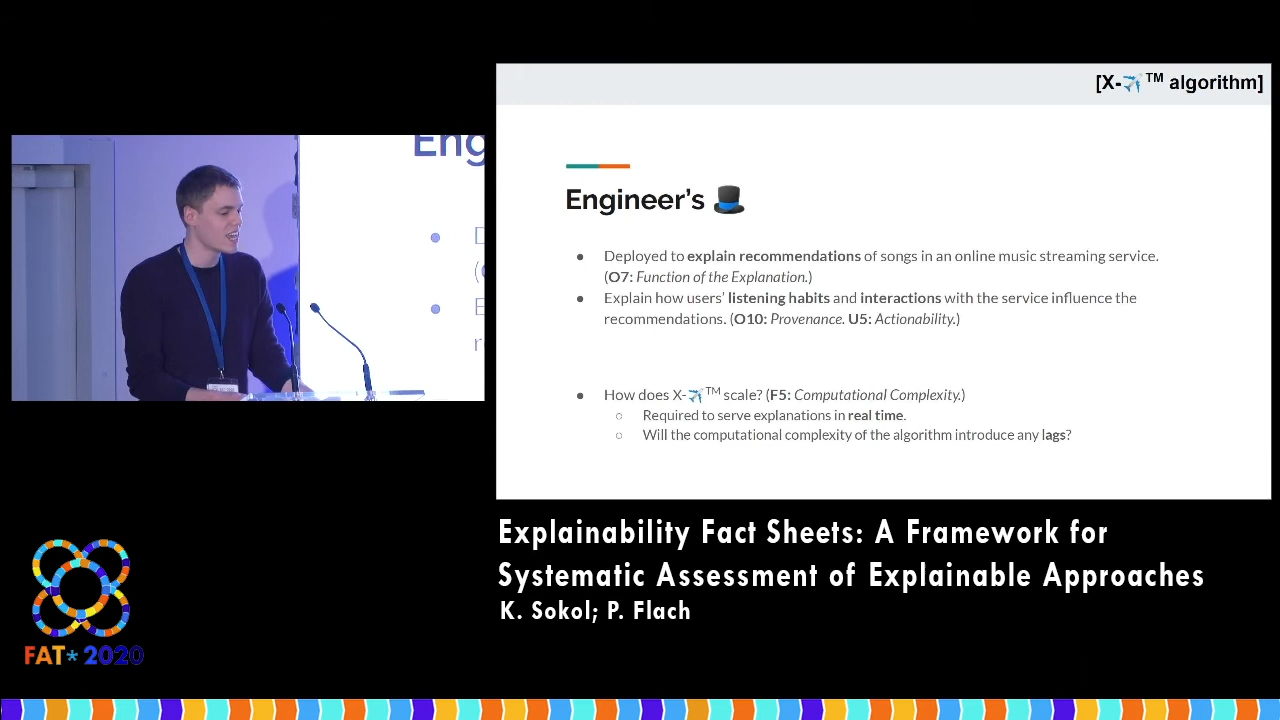 [X-✈️™ algorithm]
Eng
Engineer's 🎩
● Deployed to explain recommendations of songs in an online music streaming service.
(O7: Function of the Explanation.)
● Explain how users' listening habits and interactions with the service influence the
recommendations. (O10: Provenance. U5: Actionability.)
● How does X-✈️™ scale? (F5: Computational Complexity.)
○ Required to serve explanations in real time.
○ Will the computational complexity of the algorithm introduce any lags?
Explainability Fact Sheets: A Framework for
Systematic Assessment of Explainable Approaches
K. Sokol; P. Flach
FAT* 2020